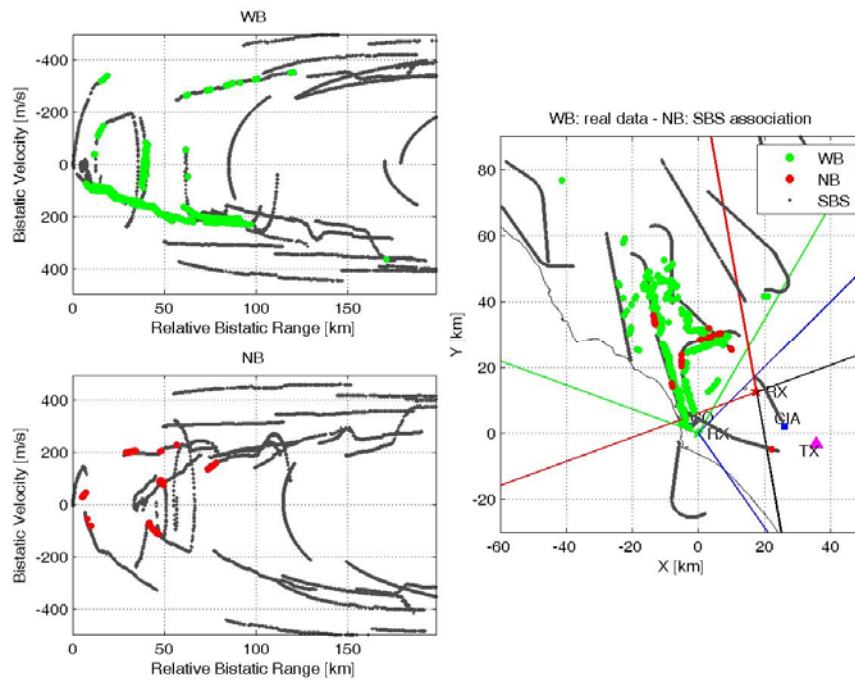 WB
Bistatic Velocity [m/s]
-400
-200
0
200
400
0 50 100 150
Relative Bistatic Range [km]
NB
Bistatic Velocity [m/s]
400
200
0
-200
-400
0 50 100 150
Relative Bistatic Range [km]
WB: real data - NB: SBS association
WB
NB
SBS
Y [km]
80
60
40
20
0
-20
RX
CIA
RX
TX
-60 -40 -20 0 20 40
X [km]